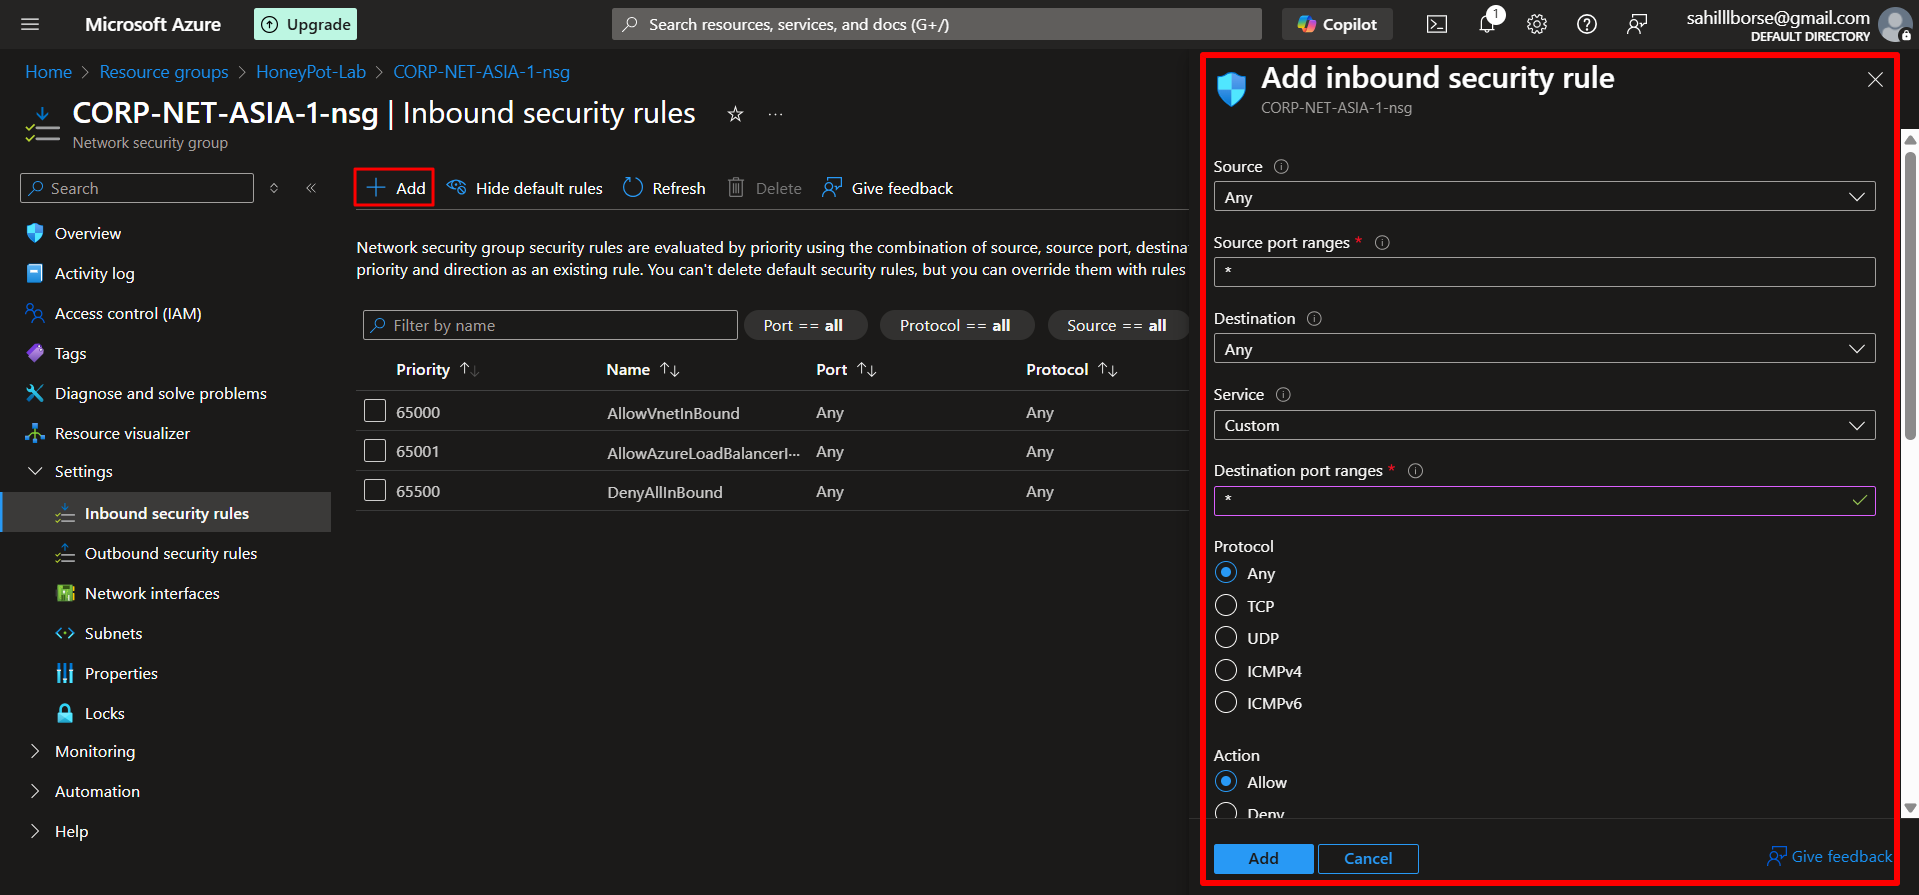 Microsoft Azure
Upgrade
Search resources, services, and docs (G+/)
Copilot
1
sahilllborse@gmail.com
DEFAULT DIRECTORY
Home > Resource groups > HoneyPot-Lab > CORP-NET-ASIA-1-nsg
CORP-NET-ASIA-1-nsg | Inbound security rules
Network security group
Search
Overview
Activity log
Access control (IAM)
Tags
Diagnose and solve problems
Resource visualizer
Settings
Inbound security rules
Outbound security rules
Network interfaces
Subnets
Properties
Locks
Monitoring
Automation
Help
Add
Hide default rules
Refresh
Delete
Give feedback
Network security group security rules are evaluated by priority using the combination of source, source port, destina
priority and direction as an existing rule. You can't delete default security rules, but you can override them with rules
Filter by name
Port == all
Protocol == all
Source == all
Priority Name Port Protocol
65000 AllowVnetInBound Any Any
65001 AllowAzureLoadBalancerI... Any Any
65500 DenyAllInBound Any Any
Add inbound security rule
CORP-NET-ASIA-1-nsg
Source
Any
Source port ranges *
*
Destination
Any
Service
Custom
Destination port ranges *
*
Protocol
Any
TCP
UDP
ICMPv4
ICMPv6
Action
Allow
Deny
Add
Cancel
Give feedback